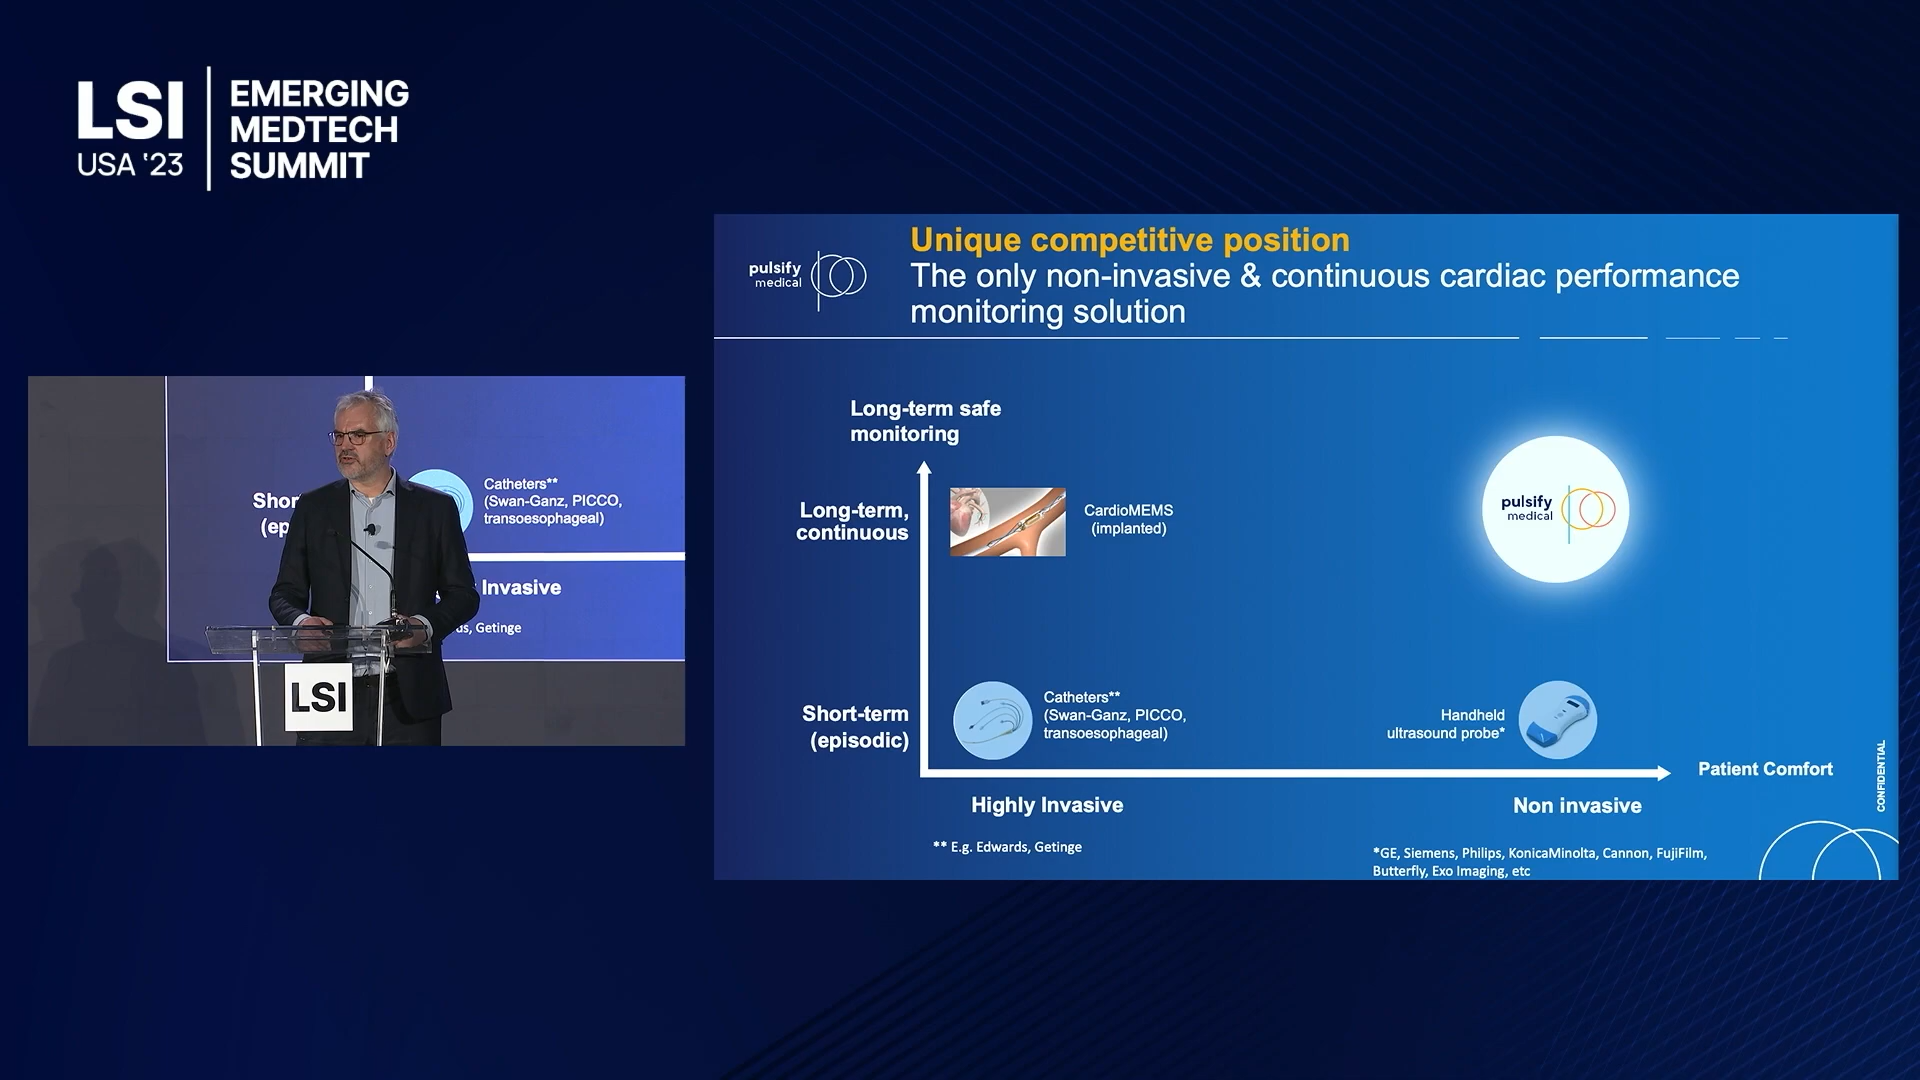 LSI
USA '23
EMERGING
MEDTECH
SUMMIT
pulsify
medical
Unique competitive position
The only non-invasive & continuous cardiac performance
monitoring solution
Long-term safe
monitoring
Long-term,
continuous
CardioMEMS
(implanted)
pulsify
medical
Short-term
(episodic)
Catheters**
(Swan-Ganz, PICCO,
transoesophageal)
Handheld
ultrasound probe*
Patient Comfort
Highly Invasive
Non invasive
CONFIDENTIAL
** E.g. Edwards, Getinge
*GE, Siemens, Philips, KonicaMinolta, Cannon, FujiFilm,
Butterfly, Exo Imaging, etc
Catheters**
(Swan-Ganz, PICCO,
transoesophageal)
Invasive
Getinge
LSI